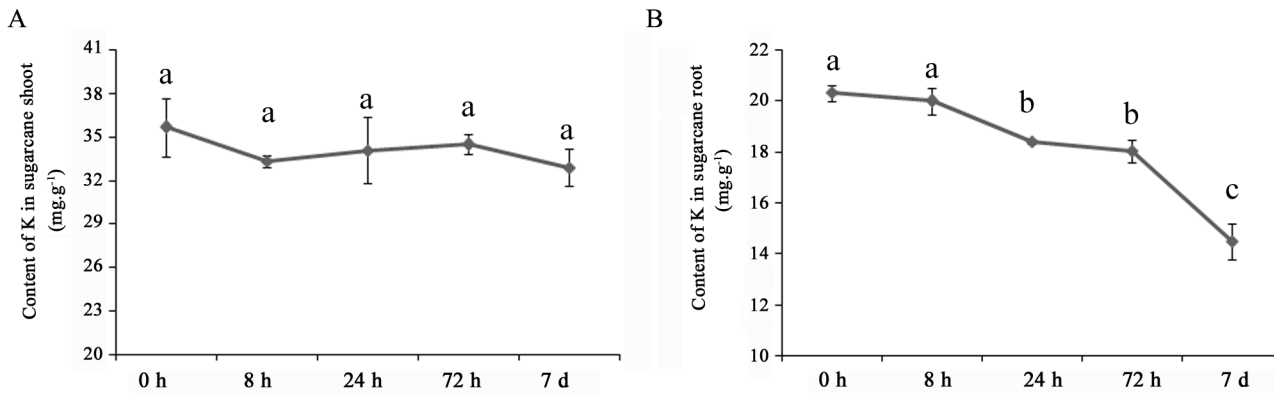 A
B
Content of K in sugarcane shoot
(mg.g⁻¹)
41
38
35
32
29
26
23
20
a
a
a
a
a
0 h
8 h
24 h
72 h
7 d
Content of K in sugarcane root
(mg.g⁻¹)
22
20
18
16
14
12
10
a
a
b
b
c
0 h
8 h
24 h
72 h
7 d